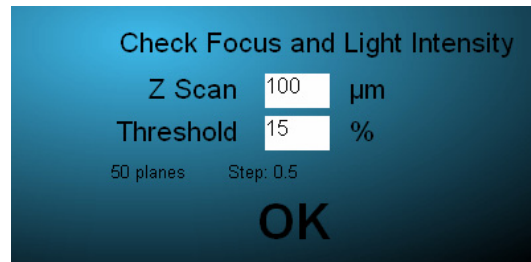 Check Focus and Light Intensity
Z Scan 100 µm
Threshold 15 %
50 planes Step: 0.5
OK